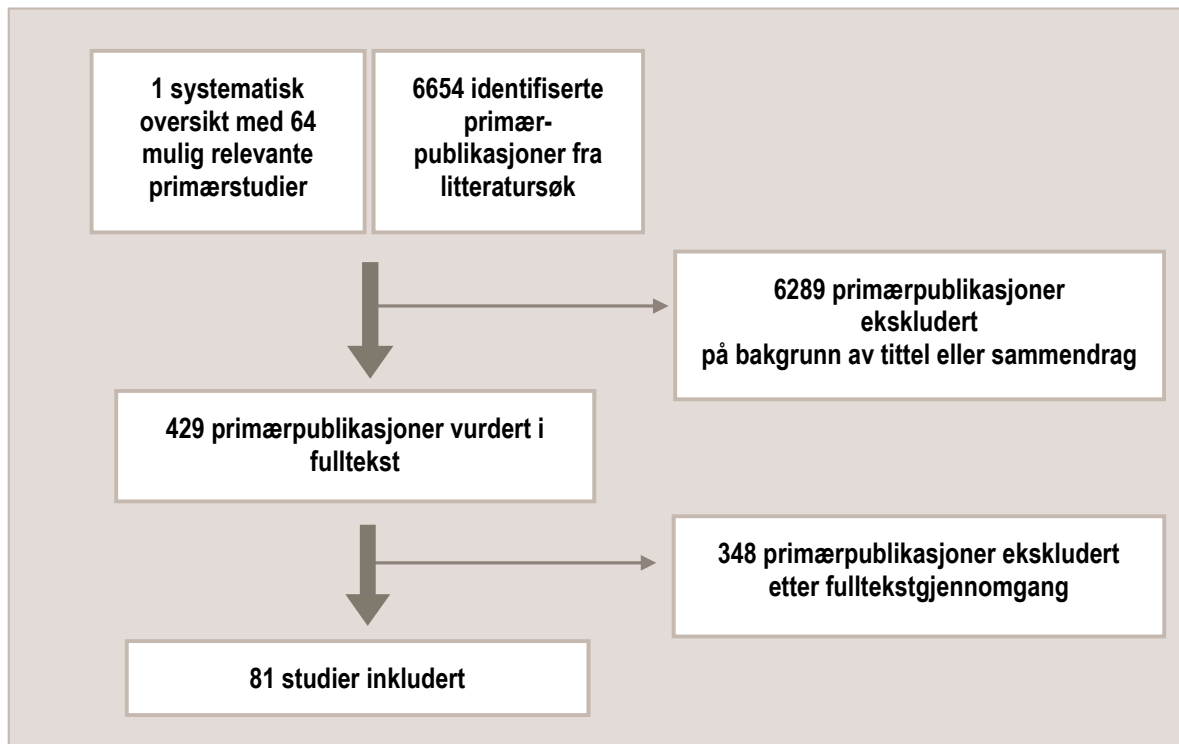 1 systematisk
oversikt med 64
mulig relevante
primærstudier
6654 identifiserte
primær-
publikasjoner fra
litteratursøk
6289 primærpublikasjoner
ekskludert
på bakgrunn av tittel eller sammendrag
429 primærpublikasjoner vurdert i
fulltekst
348 primærpublikasjoner ekskludert
etter fulltekstgjennomgang
81 studier inkludert